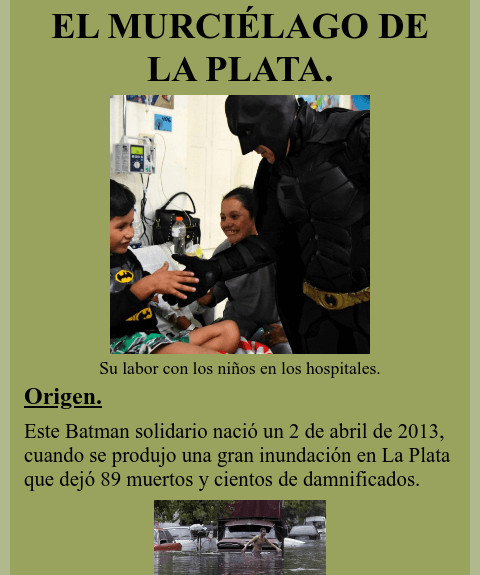 EL MURCIÉLAGO DE
LA PLATA.
Su labor con los niños en los hospitales.
Origen.
Este Batman solidario nació un 2 de abril de 2013,
cuando se produjo una gran inundación en La Plata
que dejó 89 muertos y cientos de damnificados.